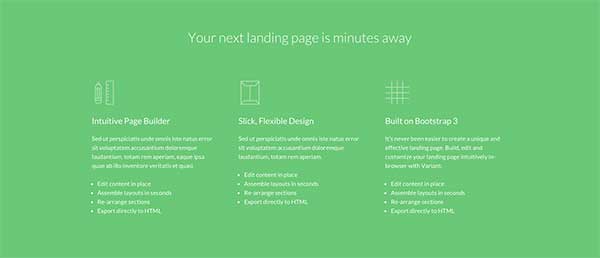 Your next landing page is minutes away
Intuitive Page Builder
Sed ut perspiciatis unde omnis iste natus error
sit voluptatem accusantium doloremque
laudantium, totam rem aperiam, eaque ipsa
quae ab illo inventore veritatis et quasi.
• Edit content in place
• Assemble layouts in seconds
• Re-arrange sections
• Export directly to HTML
Slick, Flexible Design
Sed ut perspiciatis unde omnis iste natus error
sit voluptatem accusantium doloremque
laudantium, totam rem aperiam.
• Edit content in place
• Assemble layouts in seconds
• Re-arrange sections
• Export directly to HTML
Built on Bootstrap 3
It's never been easier to create a unique and
effective landing page. Build, edit and
customize your landing page intuitively in-
browser with Variant.
• Edit content in place
• Assemble layouts in seconds
• Re-arrange sections
• Export directly to HTML